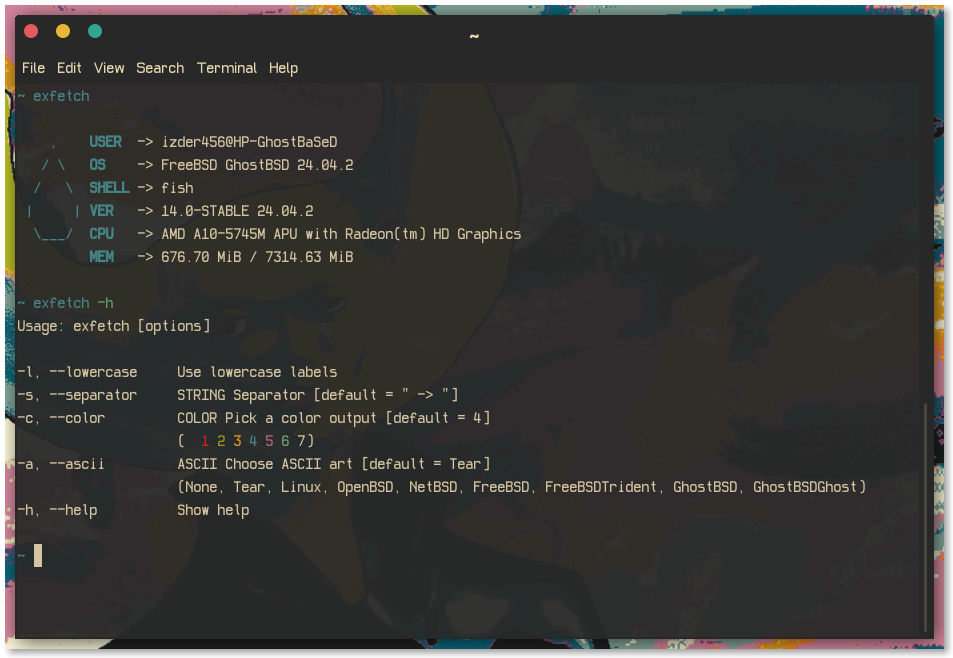 ~
File Edit View Search Terminal Help
~ exfetch
USER -> izder456@HP-GhostBaSeD
OS -> FreeBSD GhostBSD 24.04.2
SHELL -> fish
VER -> 14.0-STABLE 24.04.2
CPU -> AMD A10-5745M APU with Radeon(tm) HD Graphics
MEM -> 676.70 MiB / 7314.63 MiB
~ exfetch -h
Usage: exfetch [options]
-l, --lowercase Use lowercase labels
-s, --separator STRING Separator [default = " -> "]
-c, --color COLOR Pick a color output [default = 4]
( 1 2 3 4 5 6 7)
-a, --ascii ASCII Choose ASCII art [default = Tear]
(None, Tear, Linux, OpenBSD, NetBSD, FreeBSD, FreeBSDTrident, GhostBSD, GhostBSDGhost)
-h, --help Show help
~